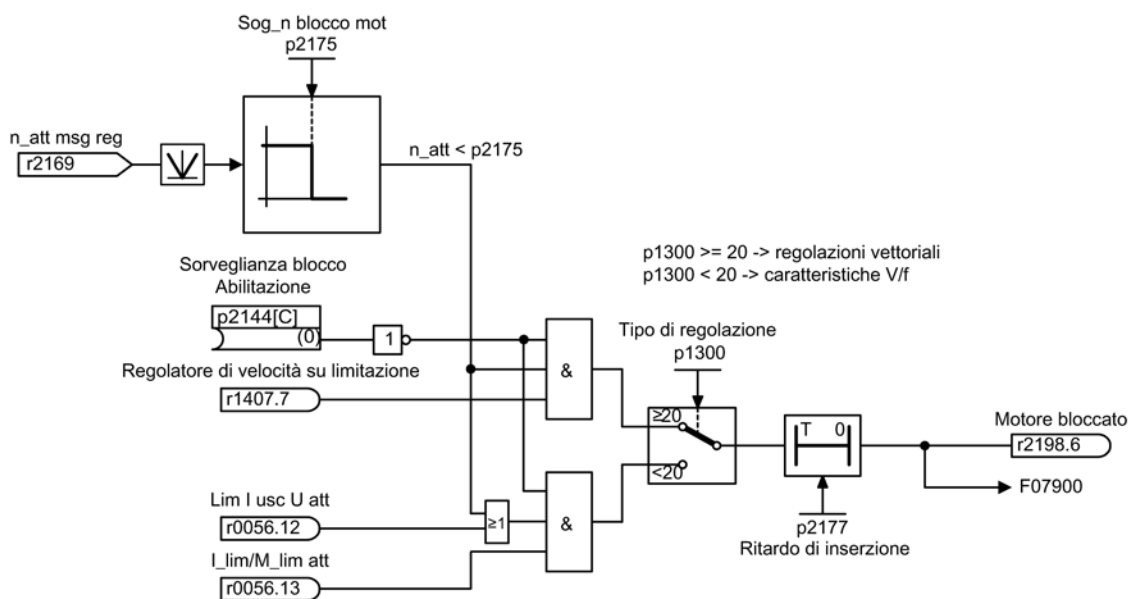 Sog_n blocco mot
p2175
n_att msg reg
r2169
n_att < p2175
Sorveglianza blocco
Abilitazione
p2144[C]
(0)
1
p1300 >= 20 -> regolazioni vettoriali
p1300 < 20 -> caratteristiche V/f
Tipo di regolazione
p1300
Regolatore di velocità su limitazione
r1407.7
&
≥20
<20
T 0
Motore bloccato
r2198.6
F07900
p2177
Ritardo di inserzione
Lim I usc U att
r0056.12
≥1
&
I_lim/M_lim att
r0056.13